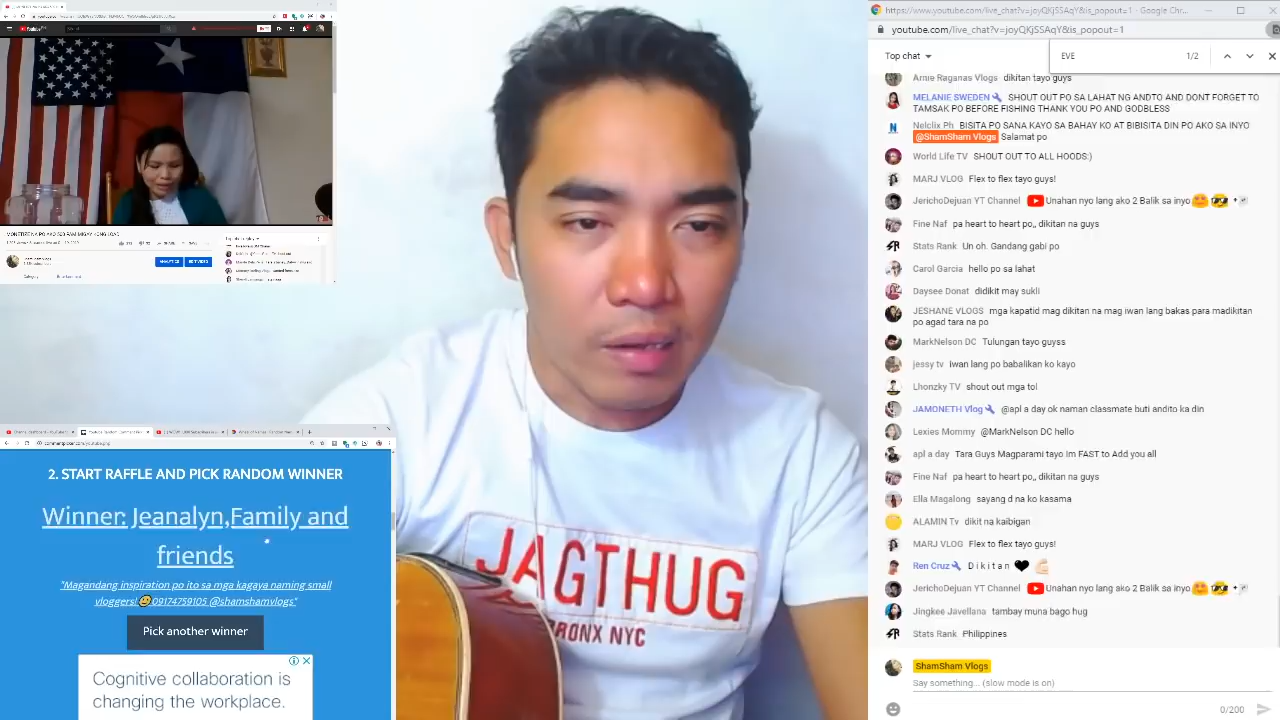 YouTube
MONETIZE NA PO AKO
ANALYTICS
EDIT VIDEO
SHARE
SAVE
2. START RAFFLE AND PICK RANDOM WINNER
Winner: Jeanalyn,Family and
friends
"Magandang inspiration po ito sa mga kagaya naming small
vloggers! 09174759105 @shamshamvlogs"
Pick another winner
Cognitive collaboration is
changing the workplace.
JAGTHUG
BRONX NYC
https://www.youtube.com/live_chat?v=joyQKjSSAqY&is_popout=1 - Google Chr...
youtube.com/live_chat?v=joyQKjSSAqY&is_popout=1
Top chat
EVE 1/2
Arnie Raganas Vlogs dikitan tayo guys
MELANIE SWEDEN SHOUT OUT PO SA LAHAT NG ANDTO AND DONT FORGET TO
TAMSAK PO BEFORE FISHING THANK YOU PO AND GODBLESS
Nelclix Ph BISITA PO SANA KAYO SA BAHAY KO AT BIBISITA DIN PO AKO SA INYO
@ShamSham Vlogs Salamat po
World Life TV SHOUT OUT TO ALL HOODS:)
MARJ VLOG Flex to flex tayo guys!
JerichoDejuan YT Channel Unahan nyo lang ako 2 Balik sa inyo
Fine Naf pa heart to heart po,, dikitan na guys
Stats Rank Un oh. Gandang gabi po
Carol Garcia hello po sa lahat
Daysee Donat didikit may sukli
JESHANE VLOGS mga kapatid mag dikitan na mag iwan lang bakas para madikitan
po agad tara na po
MarkNelson DC Tulungan tayo guyss
jessy tv iwan lang po babalikan ko kayo
Lhonzky TV shout out mga tol
JAMONETH Vlog @apl a day ok naman classmate buti andito ka din
Lexies Mommy @MarkNelson DC hello
apl a day Tara Guys Magparami tayo Im FAST to Add you all
Fine Naf pa heart to heart po,, dikitan na guys
Ella Magalong sayang d na ko kasama
ALAMIN Tv dikit na kaibigan
MARJ VLOG Flex to flex tayo guys!
Ren Cruz D i k i t a n
JerichoDejuan YT Channel Unahan nyo lang ako 2 Balik sa inyo
Jingkee Javellana tambay muna bago hug
Stats Rank Philippines
ShamSham Vlogs
Say something... (slow mode is on)
0/200